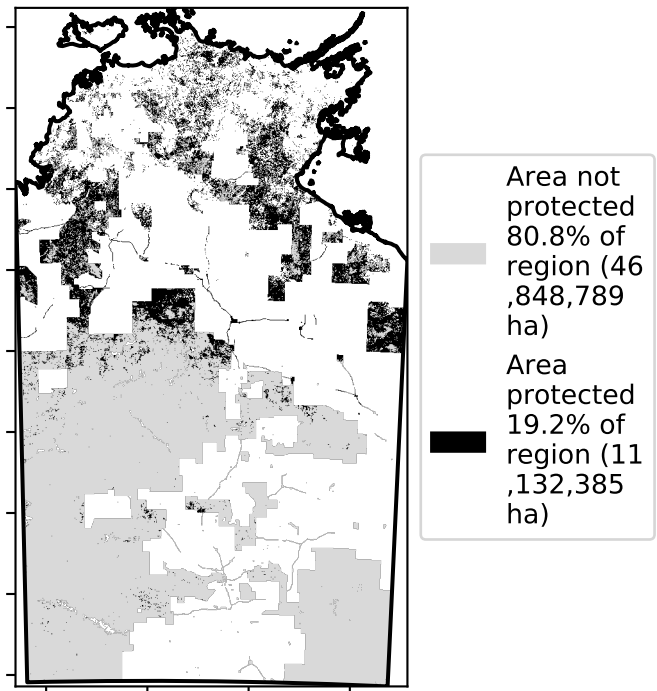 Area not
protected
80.8% of
region (46
,848,789
ha)
Area
protected
19.2% of
region (11
,132,385
ha)